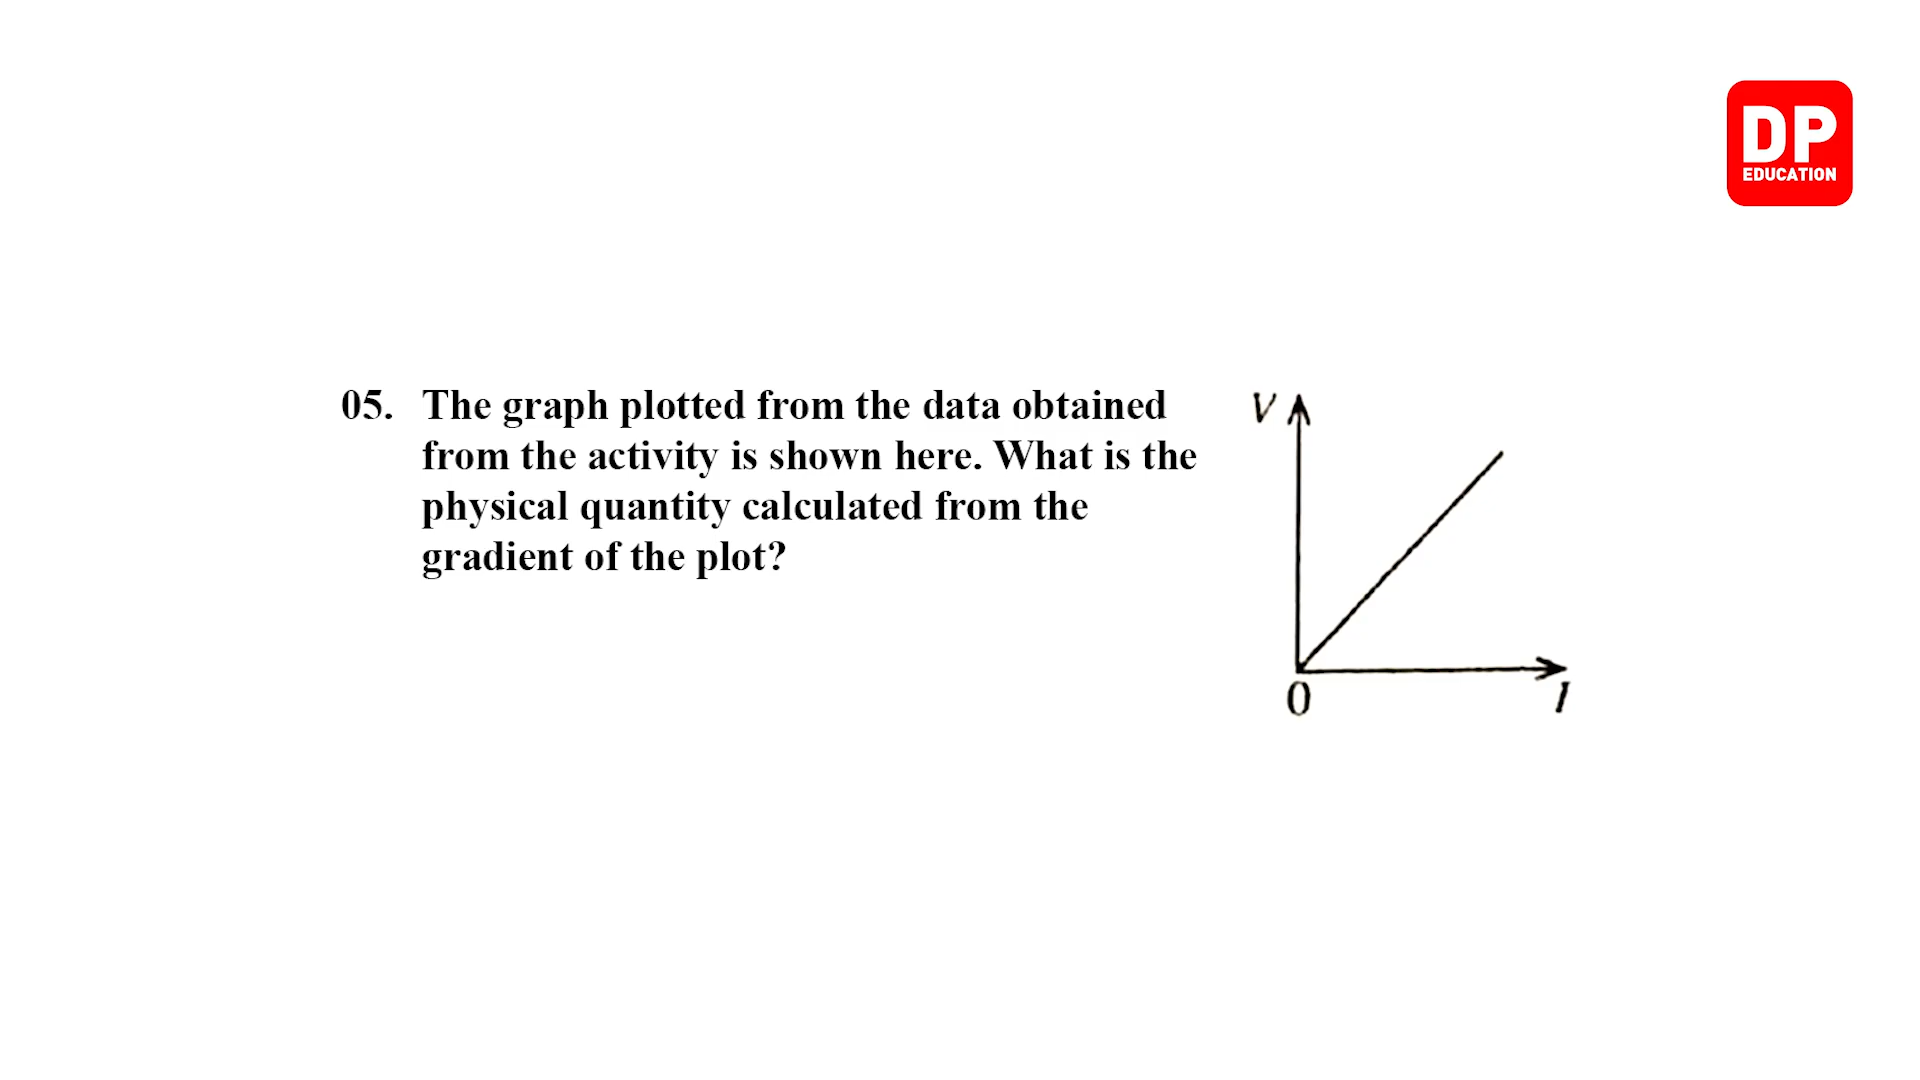 DP
EDUCATION
05. The graph plotted from the data obtained
from the activity is shown here. What is the
physical quantity calculated from the
gradient of the plot?
V
0
I